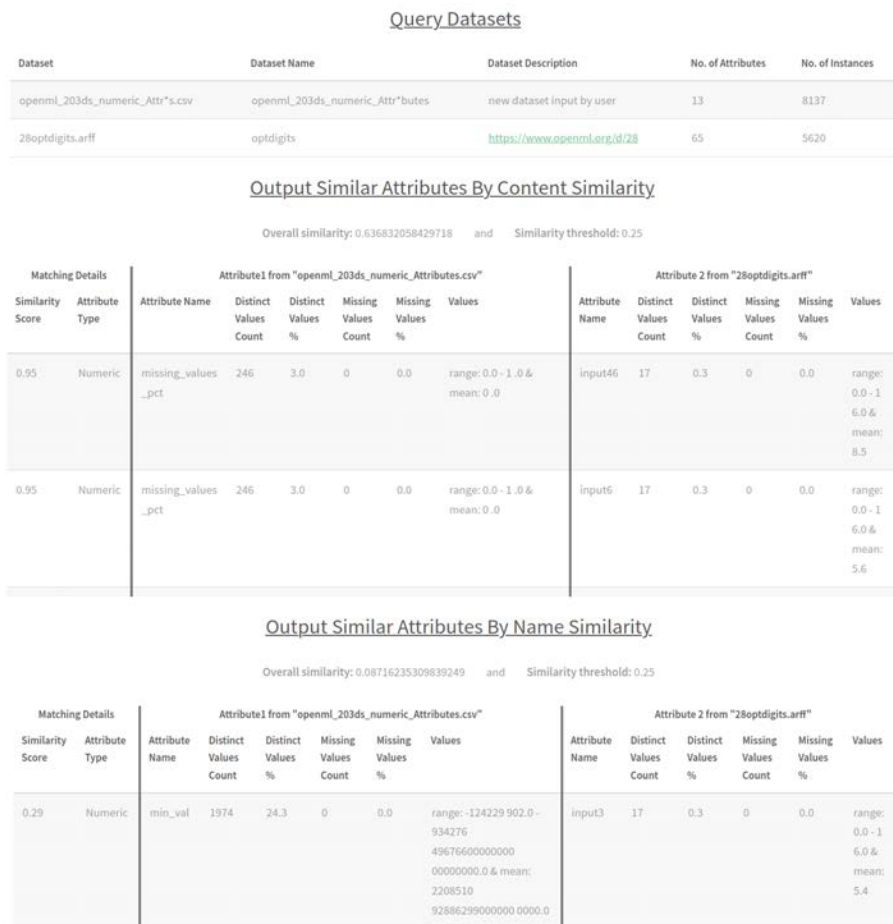 Query Datasets
Dataset Dataset Name Dataset Description No. of Attributes No. of Instances
openml_203ds_numeric_Attr*s.csv openml_203ds_numeric_Attr*butes new dataset input by user 13 8137
28optdigits.arff optdigits https://www.openml.org/d/28 65 5620
Output Similar Attributes By Content Similarity
Overall similarity: 0.636832058429718 and Similarity threshold: 0.25
Matching Details Attribute1 from "openml_203ds_numeric_Attributes.csv" Attribute 2 from "28optdigits.arff"
Similarity Attribute Attribute Name Distinct Distinct Missing Missing Values Attribute Distinct Distinct Missing Missing Values
Score Type Values Values Values Values Name Values Values Values Values
Count % Count % Count % Count %
0.95 Numeric missing_values 246 3.0 0 0.0 range: 0.0 - 1 .0 & input46 17 0.3 0 0.0 range:
_pct mean: 0 .0 0.0 - 1
6.0 &
mean:
8.5
0.95 Numeric missing_values 246 3.0 0 0.0 range: 0.0 - 1 .0 & input6 17 0.3 0 0.0 range:
_pct mean: 0 .0 0.0 - 1
6.0 &
mean:
5.6
Output Similar Attributes By Name Similarity
Overall similarity: 0.08716235309839249 and Similarity threshold: 0.25
Matching Details Attribute1 from "openml_203ds_numeric_Attributes.csv" Attribute 2 from "28optdigits.arff"
Similarity Attribute Attribute Distinct Distinct Missing Missing Values Attribute Distinct Distinct Missing Missing Values
Score Type Name Values Values Values Values Name Values Values Values Values
Count % Count % Count % Count %
0.29 Numeric min_val 1974 24.3 0 0.0 range: -124229 902.0 - input3 17 0.3 0 0.0 range:
934276 0.0 - 1
49676600000000 6.0 &
00000000.0 & mean: mean:
2208510 5.4
92886299000000 0000.0